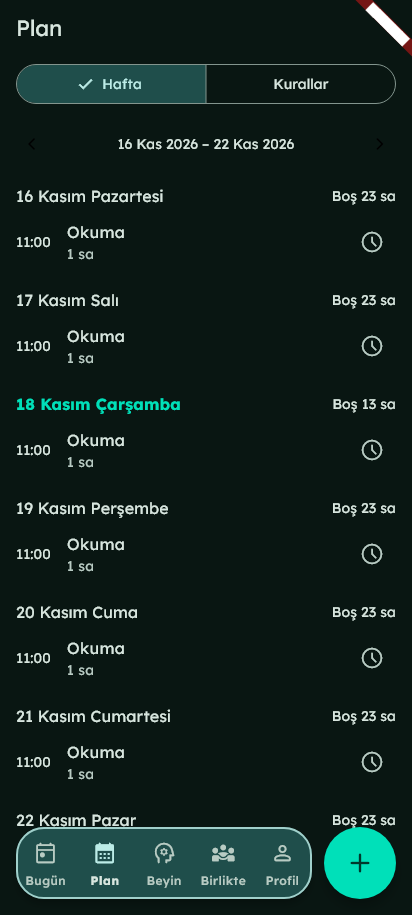 Plan
Hafta
Kurallar
16 Kas 2026 – 22 Kas 2026
16 Kasım Pazartesi
Boş 23 sa
11:00
Okuma
1 sa
17 Kasım Salı
Boş 23 sa
11:00
Okuma
1 sa
18 Kasım Çarşamba
Boş 13 sa
11:00
Okuma
1 sa
19 Kasım Perşembe
Boş 23 sa
11:00
Okuma
1 sa
20 Kasım Cuma
Boş 23 sa
11:00
Okuma
1 sa
21 Kasım Cumartesi
Boş 23 sa
11:00
Okuma
1 sa
22 Kasım Pazar
Boş 23 sa
Bugün
Plan
Beyin
Birlikte
Profil